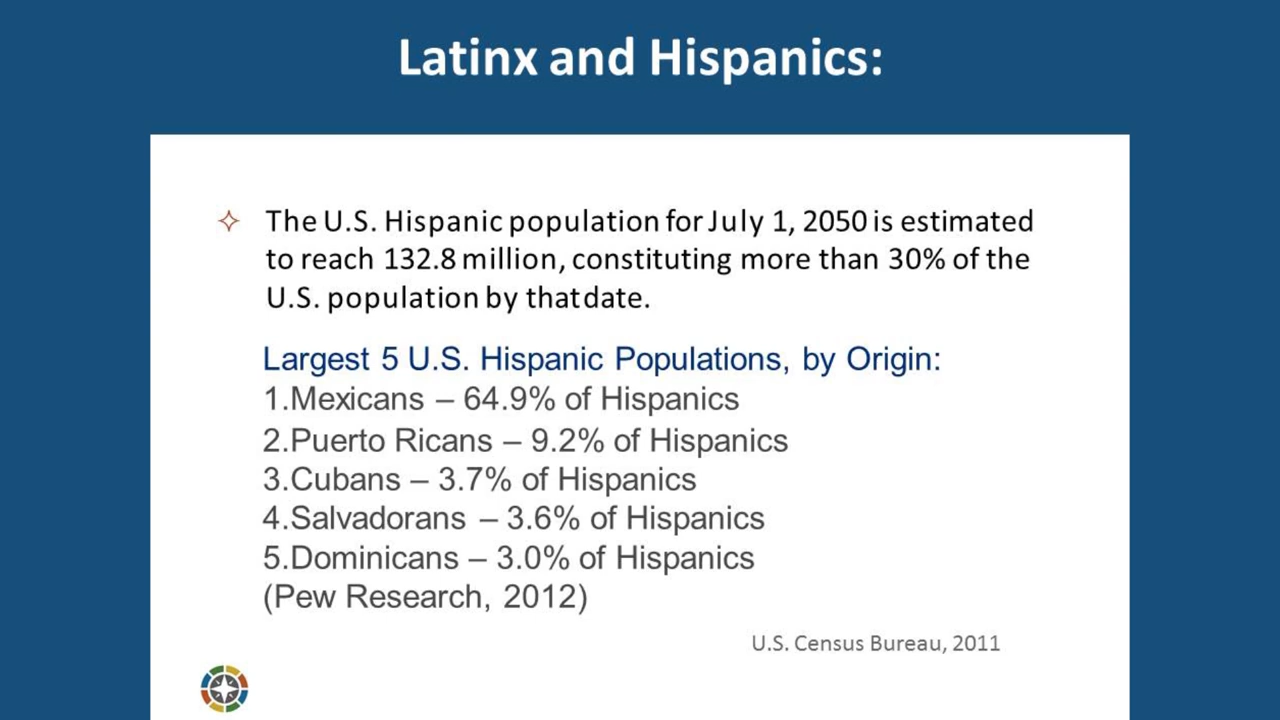 Latinx and Hispanics:
The U.S. Hispanic population for July 1, 2050 is estimated
to reach 132.8 million, constituting more than 30% of the
U.S. population by that date.
Largest 5 U.S. Hispanic Populations, by Origin:
1.Mexicans – 64.9% of Hispanics
2.Puerto Ricans – 9.2% of Hispanics
3.Cubans – 3.7% of Hispanics
4.Salvadorans – 3.6% of Hispanics
5.Dominicans – 3.0% of Hispanics
(Pew Research, 2012)
U.S. Census Bureau, 2011